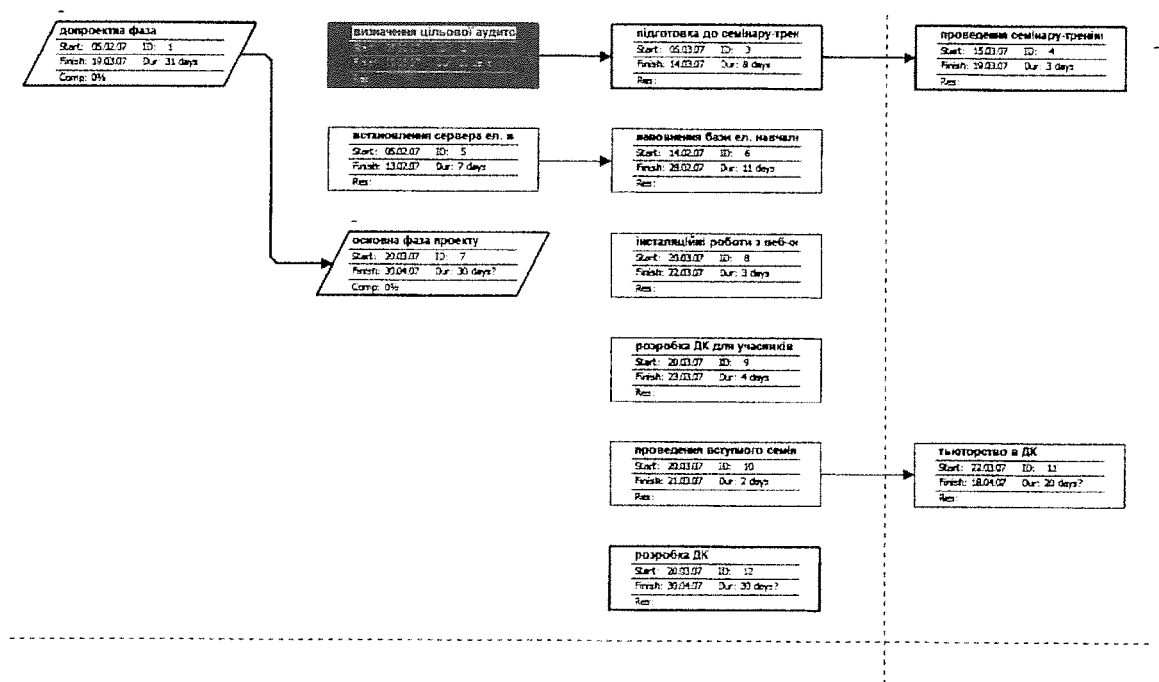 допроектна фаза
Start: 05.02.07 ID: 1
Finish: 19.03.07 Dur: 31 days
Comp: 0%
визначення цільової аудито
підготовка до семінару-трен
Start: 05.03.07 ID: 3
Finish: 14.03.07 Dur: 8 days
Res:
проведення семінару-тренінг
Start: 15.03.07 ID: 4
Finish: 19.03.07 Dur: 3 days
Res:
встановлення сервера ел. н
Start: 05.02.07 ID: 5
Finish: 13.02.07 Dur: 7 days
Res:
наповнення бази ел. навчалн
Start: 14.02.07 ID: 6
Finish: 28.02.07 Dur: 11 days
Res:
основна фаза проекту
Start: 20.03.07 ID: 7
Finish: 30.04.07 Dur: 30 days?
Comp: 0%
інсталяційні роботи з веб-о
Start: 20.03.07 ID: 8
Finish: 22.03.07 Dur: 3 days
Res:
розробка ДК для учасників
Start: 20.03.07 ID: 9
Finish: 23.03.07 Dur: 4 days
Res:
проведення вступного семін
Start: 20.03.07 ID: 10
Finish: 21.03.07 Dur: 2 days
Res:
тьюторство в ДК
Start: 22.03.07 ID: 11
Finish: 18.04.07 Dur: 20 days?
Res:
розробка ДК
Start: 20.03.07 ID: 12
Finish: 30.04.07 Dur: 30 days?
Res: